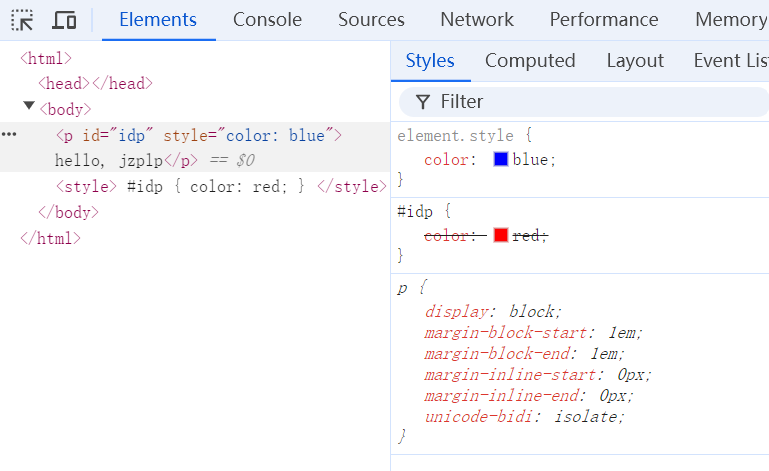 Elements Console Sources Network Performance Memory
<html>
<head></head>
<body>
<p id="idp" style="color: blue">
hello, jzplp</p> == $0
<style> #idp { color: red; } </style>
</body>
</html>
Styles Computed Layout Event Lis
Filter
element.style {
color: blue;
}
#idp {
color: red;
}
p {
display: block;
margin-block-start: 1em;
margin-block-end: 1em;
margin-inline-start: 0px;
margin-inline-end: 0px;
unicode-bidi: isolate;
}